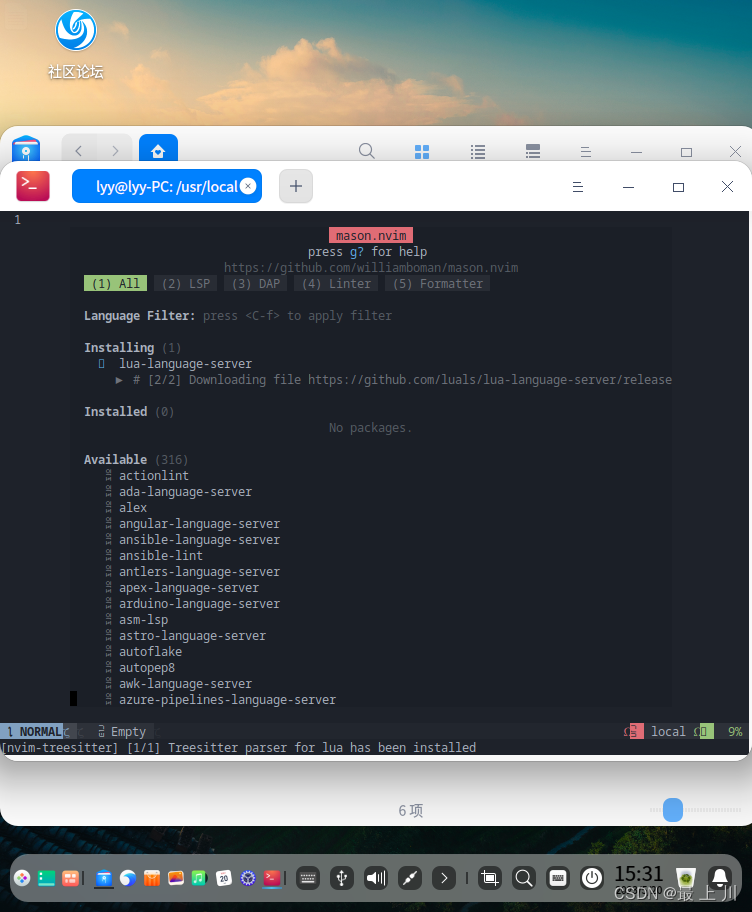 社区论坛
lyy@lyy-PC: /usr/local
1
mason.nvim
press g? for help
https://github.com/williamboman/mason.nvim
(1) All (2) LSP (3) DAP (4) Linter (5) Formatter
Language Filter: press <C-f> to apply filter
Installing (1)
lua-language-server
▶ # [2/2] Downloading file https://github.com/luals/lua-language-server/release
Installed (0)
No packages.
Available (316)
actionlint
ada-language-server
alex
angular-language-server
ansible-language-server
ansible-lint
antlers-language-server
apex-language-server
arduino-language-server
asm-lsp
astro-language-server
autoflake
autopep8
awk-language-server
azure-pipelines-language-server
NORMAL Empty local 9%
[nvim-treesitter] [1/1] Treesitter parser for lua has been installed
6 项
20
15:31
CSDN @最 上 川